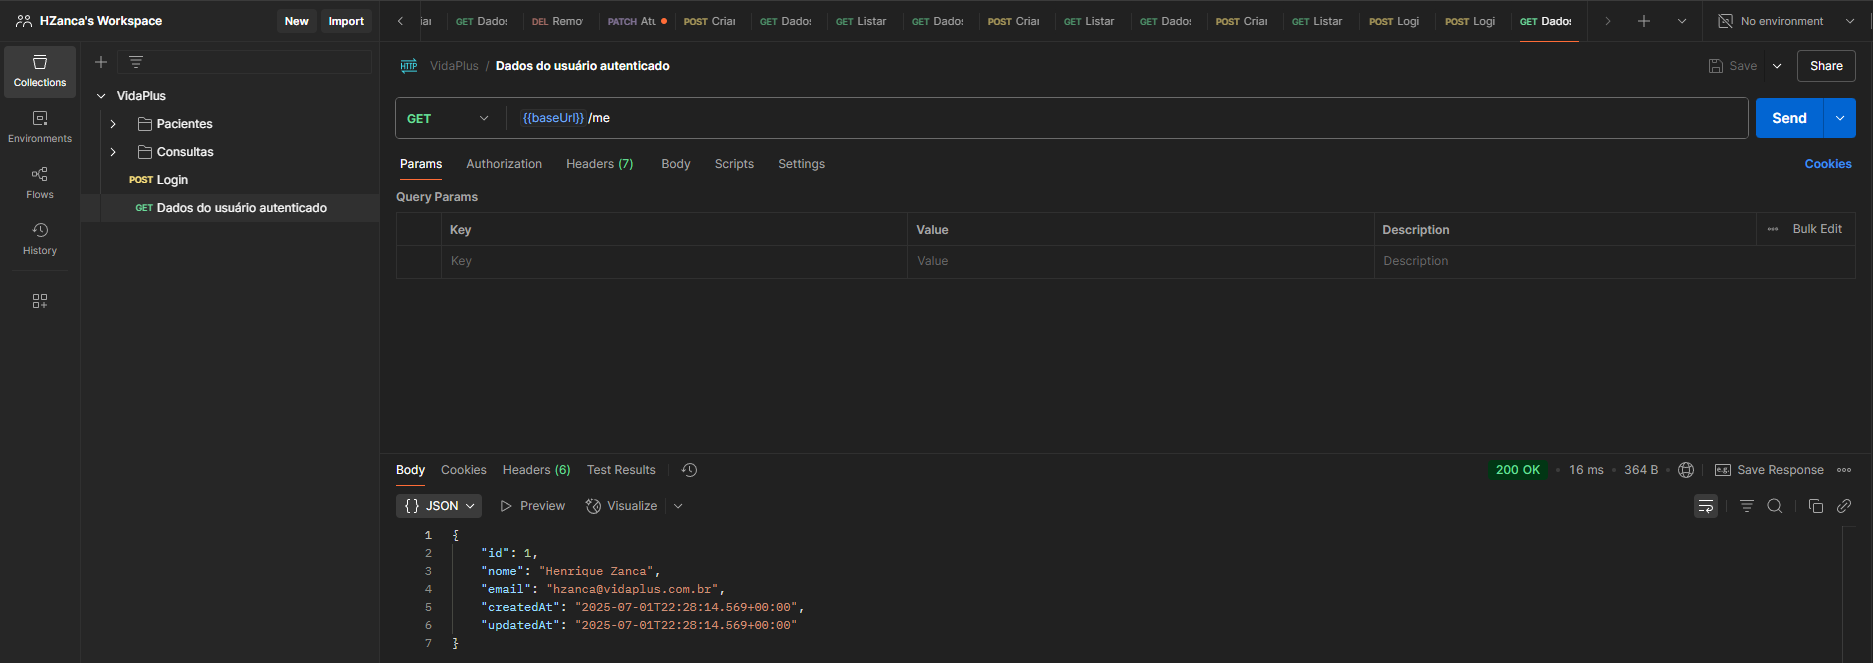 HZanca's Workspace
New
Import
GET Dados
DEL Remo
PATCH Atu
POST Criar
GET Dados
GET Listar
GET Dados
POST Criar
GET Listar
GET Dados
POST Criar
GET Listar
POST Logi
POST Logi
GET Dados
No environment
Collections
Environments
Flows
History
VidaPlus
Pacientes
Consultas
POST Login
GET Dados do usuário autenticado
HTTP VidaPlus / Dados do usuário autenticado
Save
Share
GET
{{baseUrl}} /me
Send
Params
Authorization
Headers (7)
Body
Scripts
Settings
Cookies
Query Params
Key
Value
Description
Bulk Edit
Key
Value
Description
Body
Cookies
Headers (6)
Test Results
200 OK
16 ms
364 B
e.g.
Save Response
{} JSON
Preview
Visualize
1 {
2 "id": 1,
3 "nome": "Henrique Zanca",
4 "email": "hzanca@vidaplus.com.br",
5 "createdAt": "2025-07-01T22:28:14.569+00:00",
6 "updatedAt": "2025-07-01T22:28:14.569+00:00"
7 }